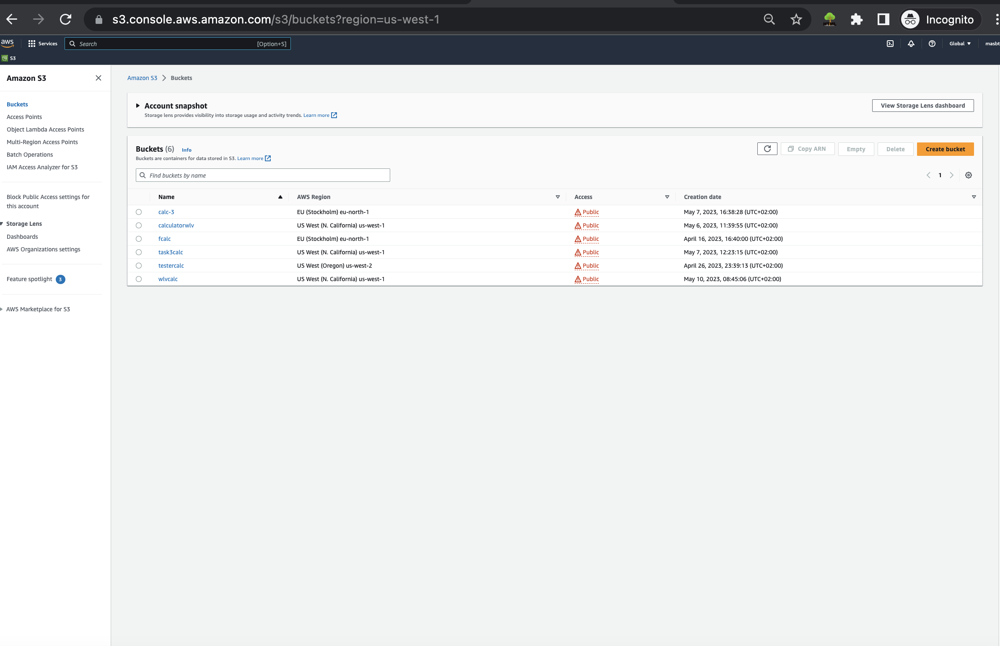 s3.console.aws.amazon.com/s3/buckets?region=us-west-1
HTML
Incognito
aws
Services
Search
[Option+S]
Global
masbt
S3
Amazon S3
Buckets
Access Points
Object Lambda Access Points
Multi-Region Access Points
Batch Operations
IAM Access Analyzer for S3
Block Public Access settings for
this account
Storage Lens
Dashboards
AWS Organizations settings
Feature spotlight 3
AWS Marketplace for S3
Amazon S3 Buckets
Account snapshot
Storage lens provides visibility into storage usage and activity trends. Learn more
View Storage Lens dashboard
Buckets (6) Info
Buckets are containers for data stored in S3. Learn more
Copy ARN
Empty
Delete
Create bucket
Find buckets by name
1
Name AWS Region Access Creation date
calc-3 EU (Stockholm) eu-north-1 Public May 7, 2023, 16:38:28 (UTC+02:00)
calculatorwlv US West (N. California) us-west-1 Public May 6, 2023, 11:39:55 (UTC+02:00)
fcalc EU (Stockholm) eu-north-1 Public April 16, 2023, 16:40:00 (UTC+02:00)
task3calc US West (N. California) us-west-1 Public May 7, 2023, 12:23:15 (UTC+02:00)
testercalc US West (Oregon) us-west-2 Public April 26, 2023, 23:39:13 (UTC+02:00)
wlvcalc US West (N. California) us-west-1 Public May 10, 2023, 08:45:06 (UTC+02:00)